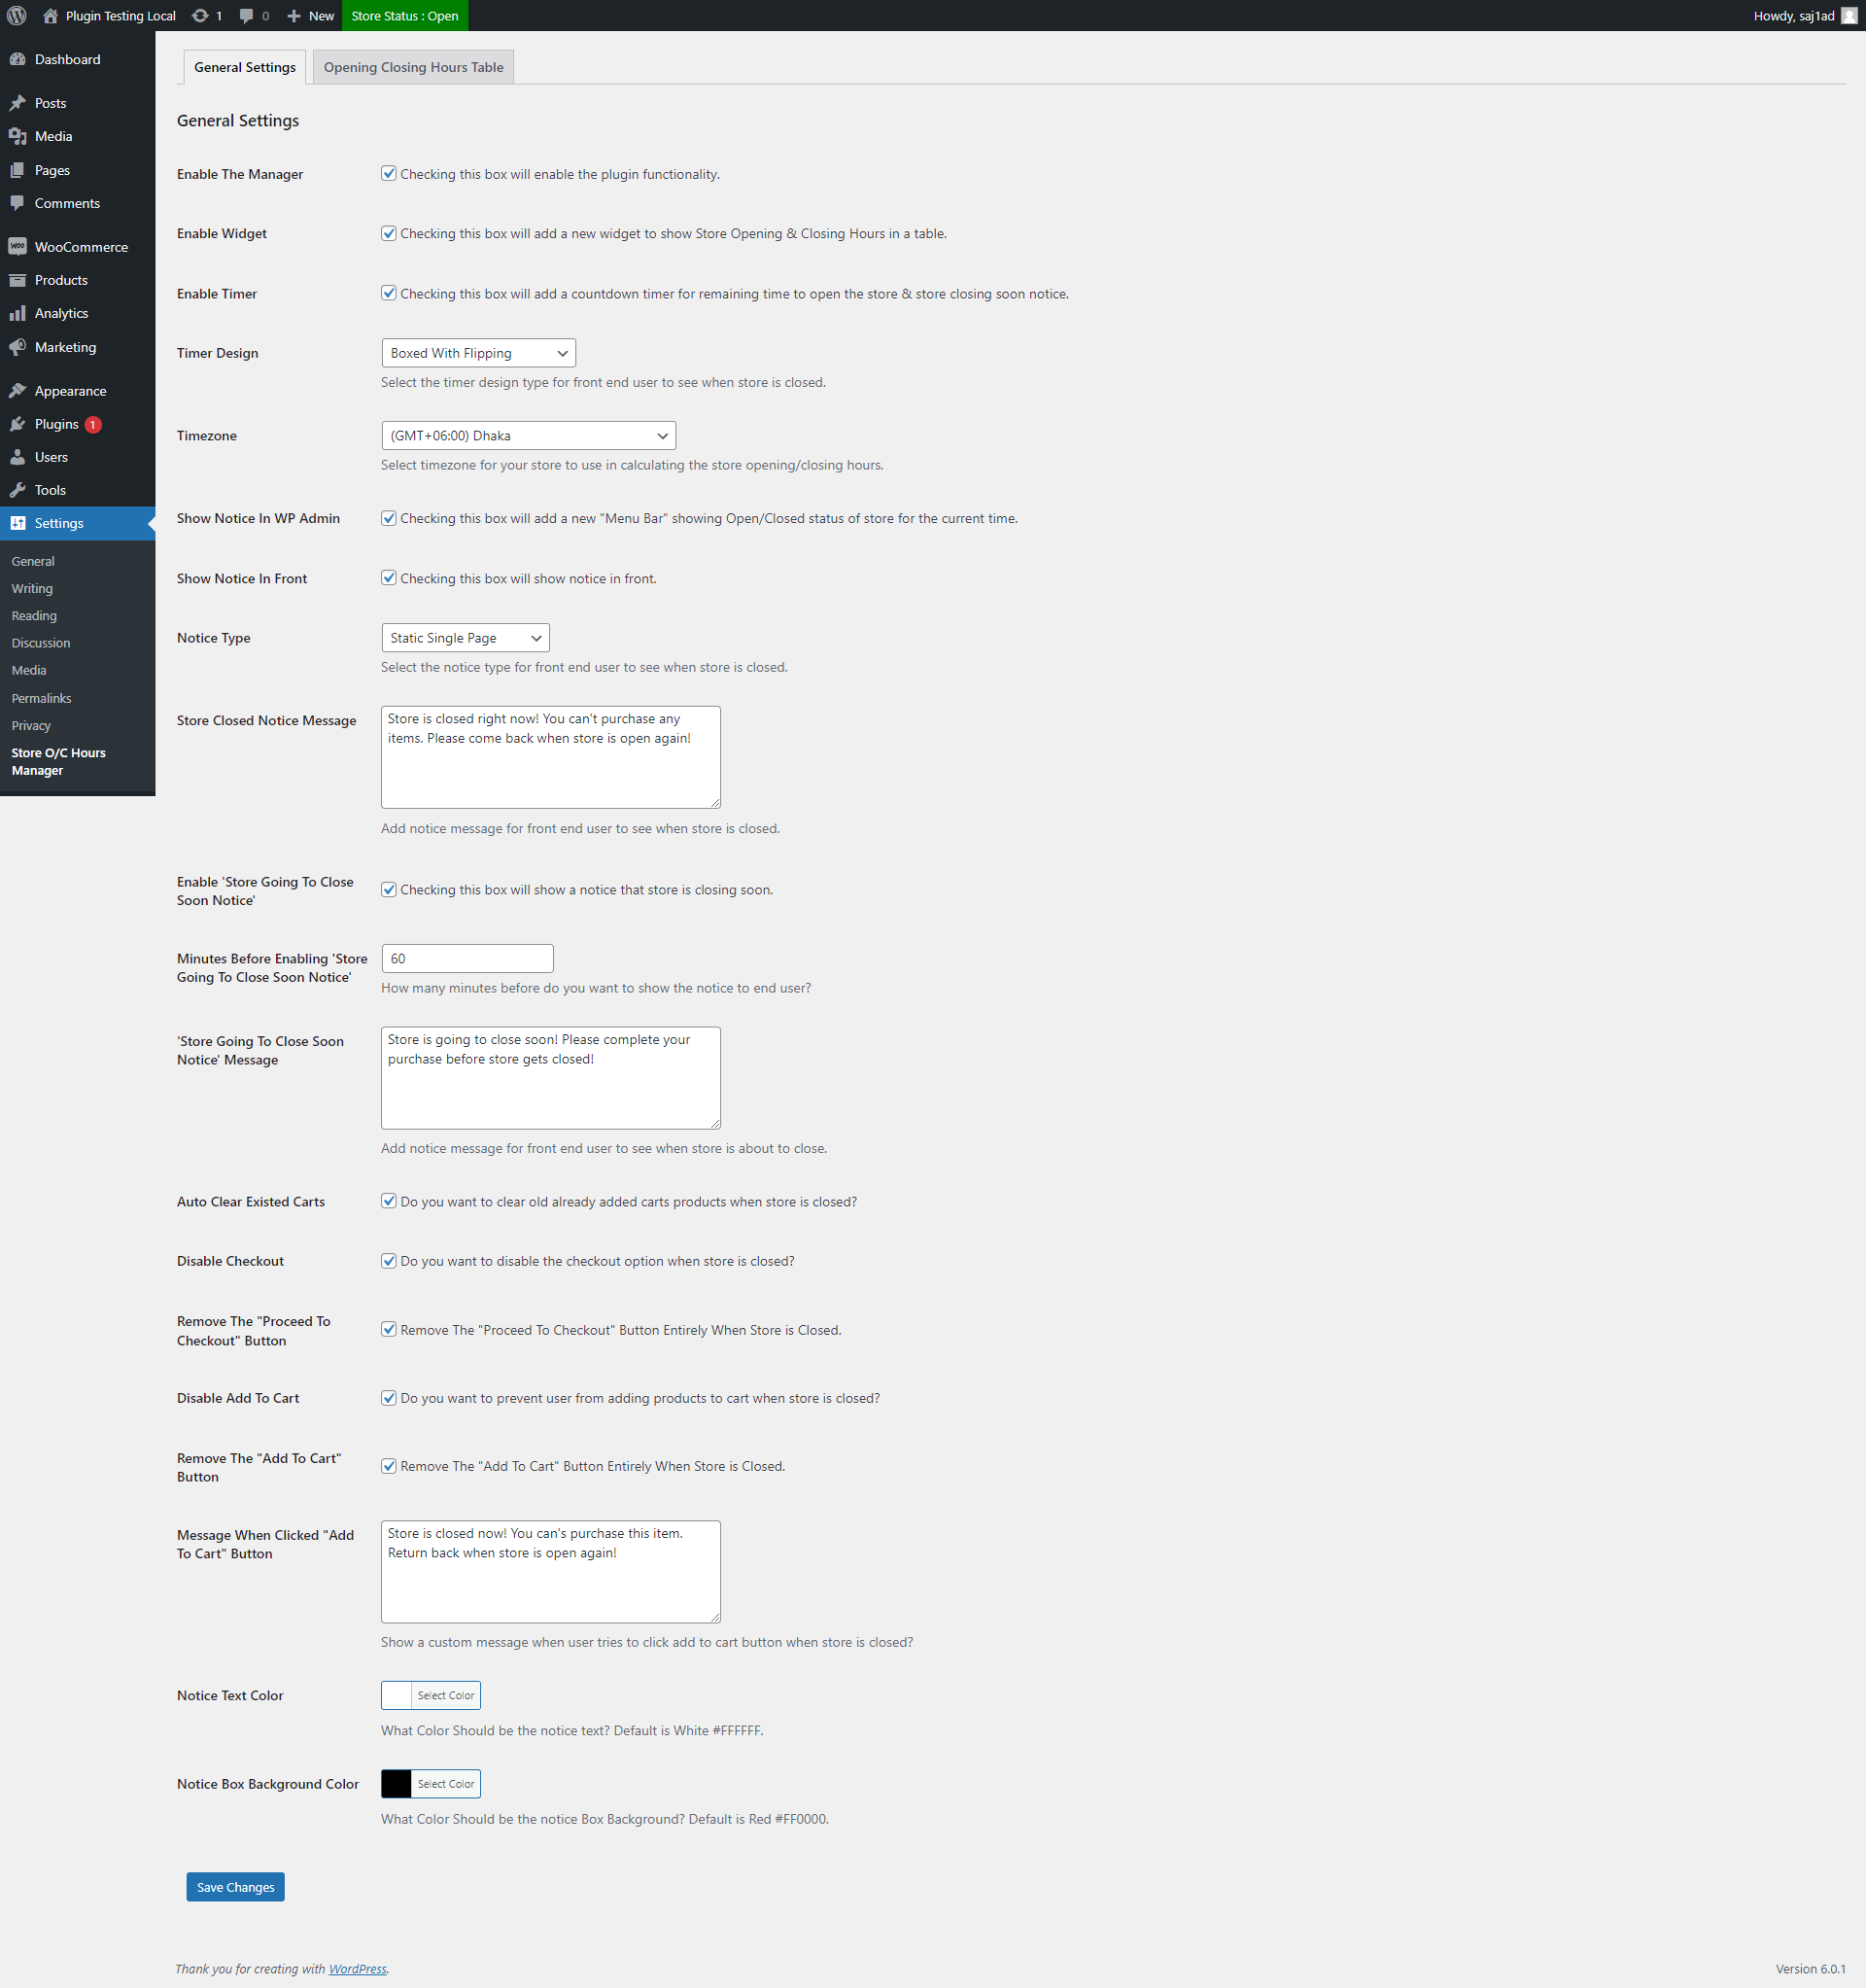 Plugin Testing Local
1
0
New
Store Status : Open
Howdy, saj1ad
Dashboard
Posts
Media
Pages
Comments
WooCommerce
Products
Analytics
Marketing
Appearance
Plugins 1
Users
Tools
Settings
General
Writing
Reading
Discussion
Media
Permalinks
Privacy
Store O/C Hours
Manager
General Settings
Opening Closing Hours Table
General Settings
Enable The Manager
Checking this box will enable the plugin functionality.
Enable Widget
Checking this box will add a new widget to show Store Opening & Closing Hours in a table.
Enable Timer
Checking this box will add a countdown timer for remaining time to open the store & store closing soon notice.
Timer Design
Boxed With Flipping
Select the timer design type for front end user to see when store is closed.
Timezone
(GMT+06:00) Dhaka
Select timezone for your store to use in calculating the store opening/closing hours.
Show Notice In WP Admin
Checking this box will add a new "Menu Bar" showing Open/Closed status of store for the current time.
Show Notice In Front
Checking this box will show notice in front.
Notice Type
Static Single Page
Select the notice type for front end user to see when store is closed.
Store Closed Notice Message
Store is closed right now! You can't purchase any
items. Please come back when store is open again!
Add notice message for front end user to see when store is closed.
Enable 'Store Going To Close
Soon Notice'
Checking this box will show a notice that store is closing soon.
Minutes Before Enabling 'Store
Going To Close Soon Notice'
60
How many minutes before do you want to show the notice to end user?
'Store Going To Close Soon
Notice' Message
Store is going to close soon! Please complete your
purchase before store gets closed!
Add notice message for front end user to see when store is about to close.
Auto Clear Existed Carts
Do you want to clear old already added carts products when store is closed?
Disable Checkout
Do you want to disable the checkout option when store is closed?
Remove The "Proceed To
Checkout" Button
Remove The "Proceed To Checkout" Button Entirely When Store is Closed.
Disable Add To Cart
Do you want to prevent user from adding products to cart when store is closed?
Remove The "Add To Cart"
Button
Remove The "Add To Cart" Button Entirely When Store is Closed.
Message When Clicked "Add
To Cart" Button
Store is closed now! You can's purchase this item.
Return back when store is open again!
Show a custom message when user tries to click add to cart button when store is closed?
Notice Text Color
Select Color
What Color Should be the notice text? Default is White #FFFFFF.
Notice Box Background Color
Select Color
What Color Should be the notice Box Background? Default is Red #FF0000.
Save Changes
Thank you for creating with WordPress.
Version 6.0.1